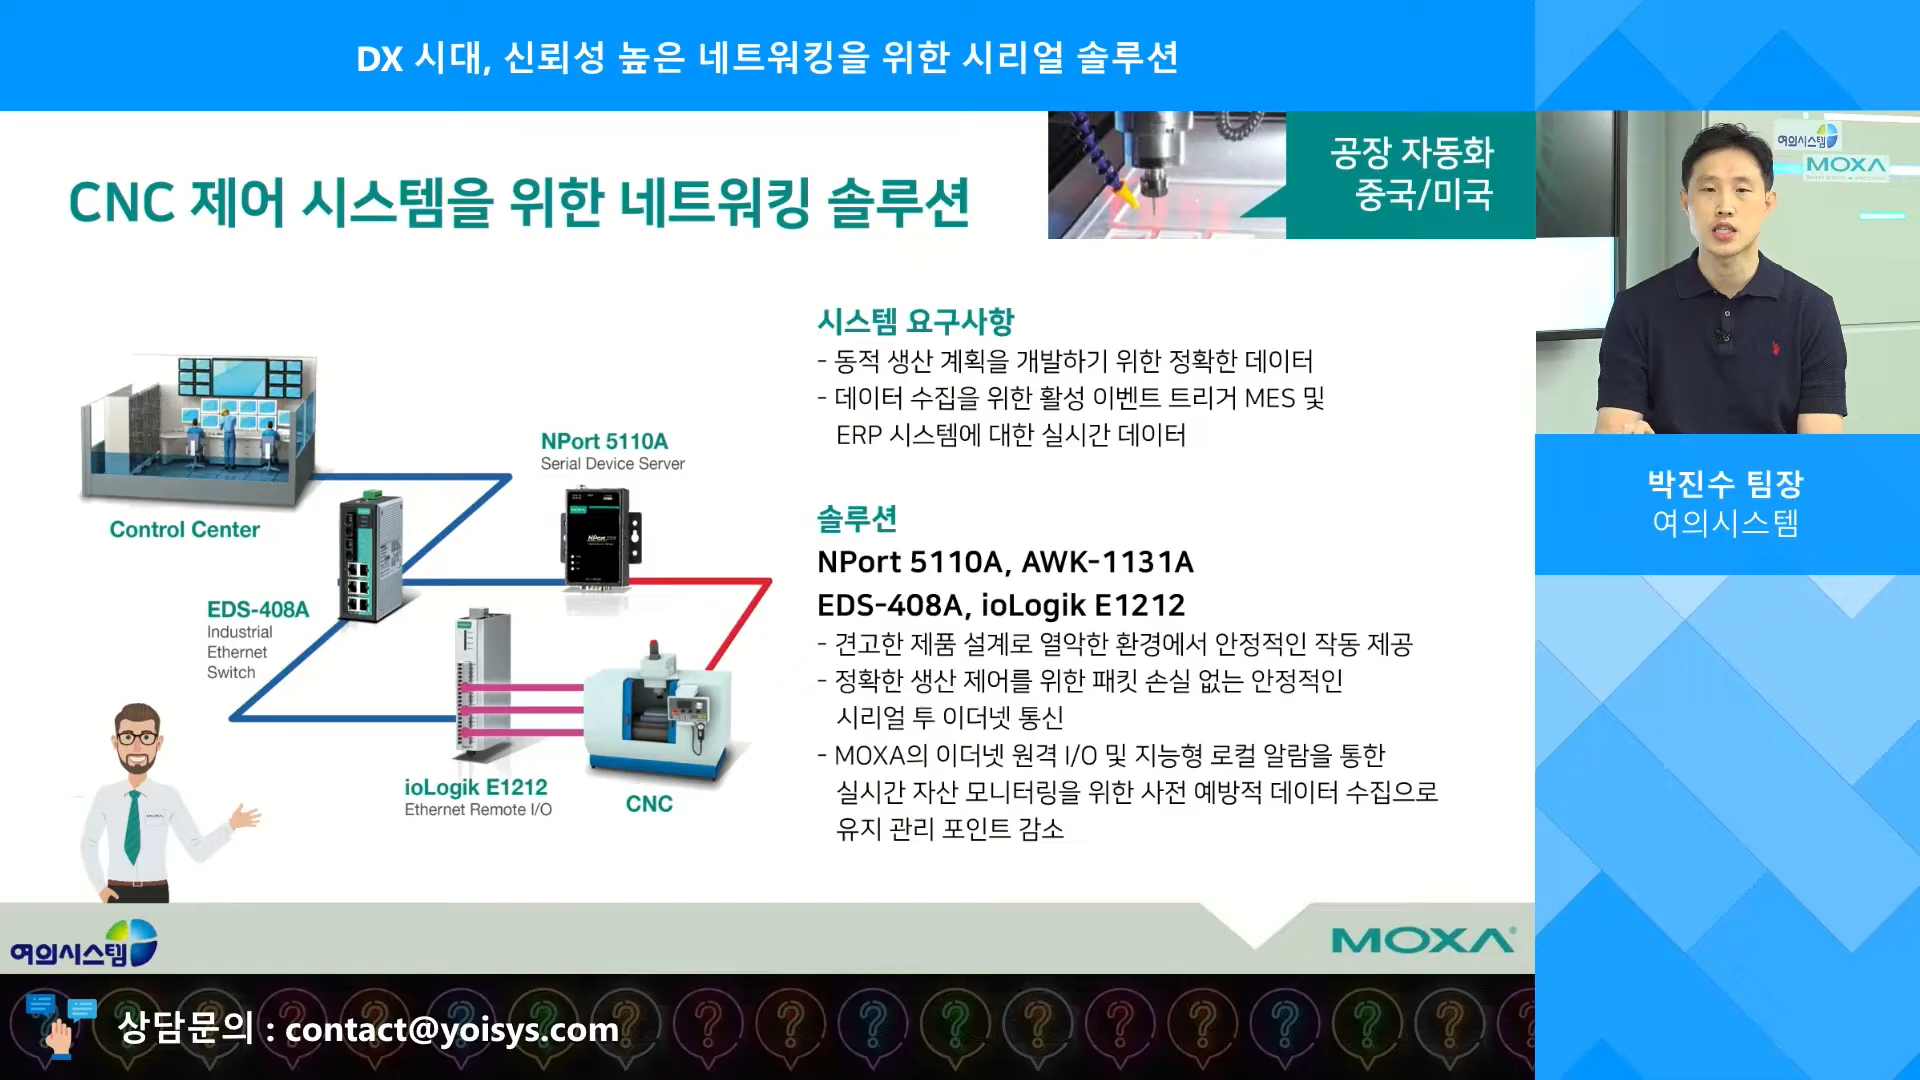 DX 시대, 신뢰성 높은 네트워킹을 위한 시리얼 솔루션
CNC 제어 시스템을 위한 네트워킹 솔루션
공장 자동화
중국/미국
여의시스템
MOXA
박진수 팀장
여의시스템
시스템 요구사항
- 동적 생산 계획을 개발하기 위한 정확한 데이터
- 데이터 수집을 위한 활성 이벤트 트리거 MES 및
ERP 시스템에 대한 실시간 데이터
솔루션
NPort 5110A, AWK-1131A
EDS-408A, ioLogik E1212
- 견고한 제품 설계로 열악한 환경에서 안정적인 작동 제공
- 정확한 생산 제어를 위한 패킷 손실 없는 안정적인
시리얼 투 이더넷 통신
- MOXA의 이더넷 원격 I/O 및 지능형 로컬 알람을 통한
실시간 자산 모니터링을 위한 사전 예방적 데이터 수집으로
유지 관리 포인트 감소
Control Center
NPort 5110A
Serial Device Server
EDS-408A
Industrial
Ethernet
Switch
ioLogik E1212
Ethernet Remote I/O
CNC
여의시스템
MOXA
상담문의 : contact@yoisys.com